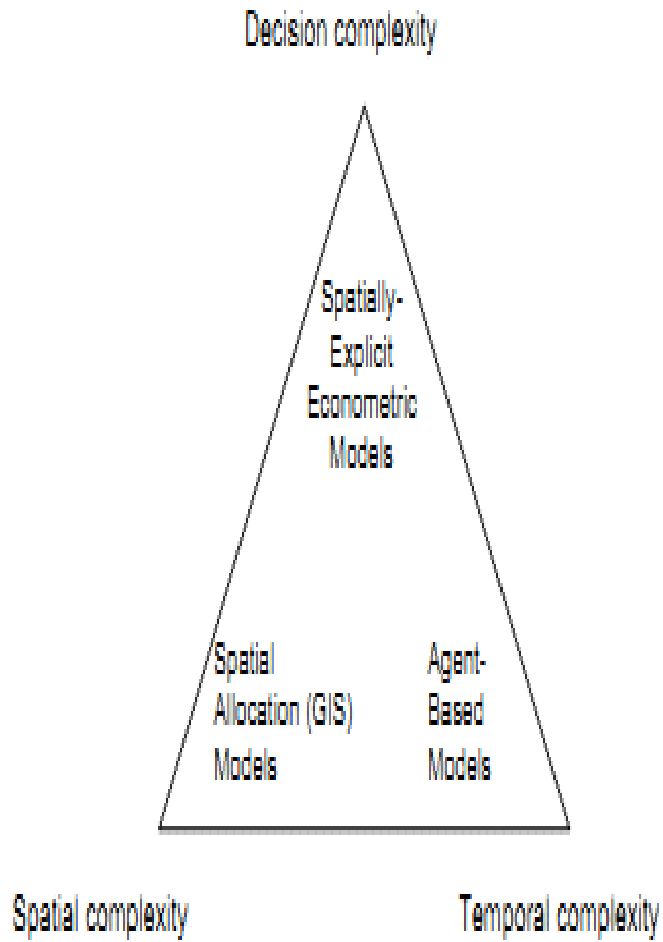 Decision complexity
Spatially-
Explicit
Econometric
Models
Spatial
Allocation (GIS)
Models
Agent-
Based
Models
Spatial complexity
Temporal complexity